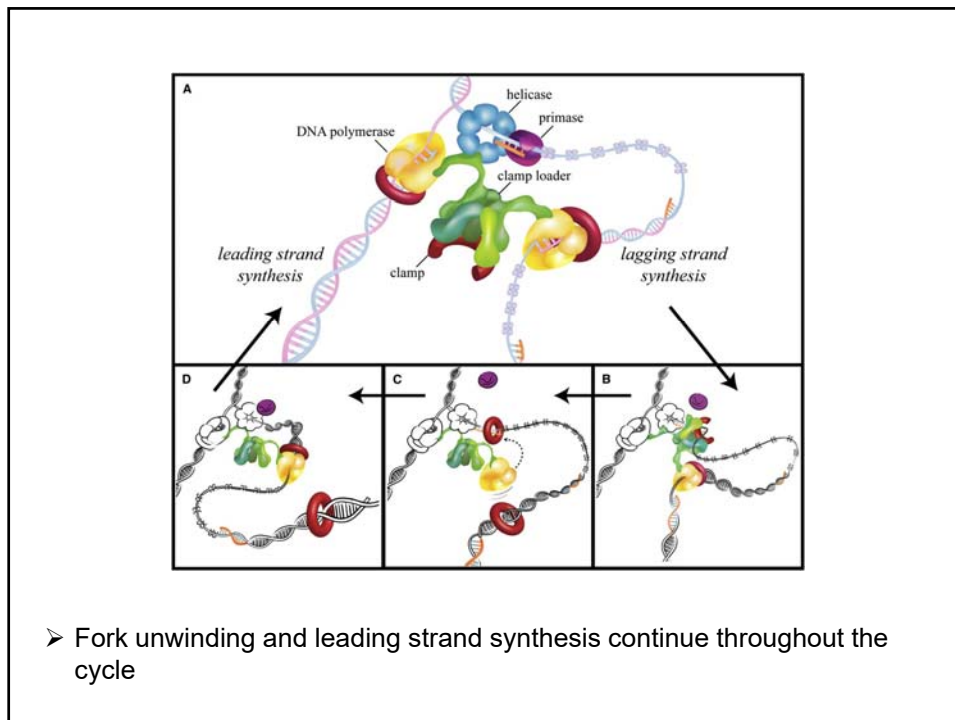 A
helicase
primase
DNA polymerase
clamp loader
leading strand
synthesis
clamp
lagging strand
synthesis
D
C
B
➢ Fork unwinding and leading strand synthesis continue throughout the
cycle